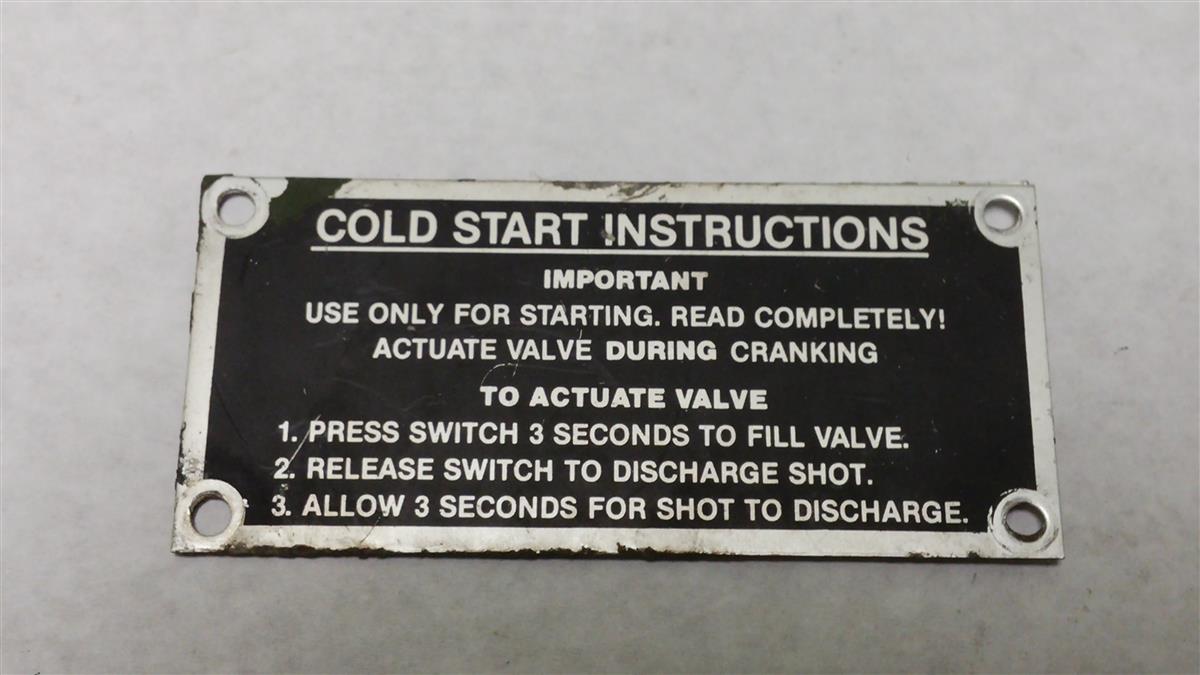 COLD START INSTRUCTIONS
IMPORTANT
USE ONLY FOR STARTING. READ COMPLETELY!
ACTUATE VALVE DURING CRANKING
TO ACTUATE VALVE
1. PRESS SWITCH 3 SECONDS TO FILL VALVE.
2. RELEASE SWITCH TO DISCHARGE SHOT.
3. ALLOW 3 SECONDS FOR SHOT TO DISCHARGE.